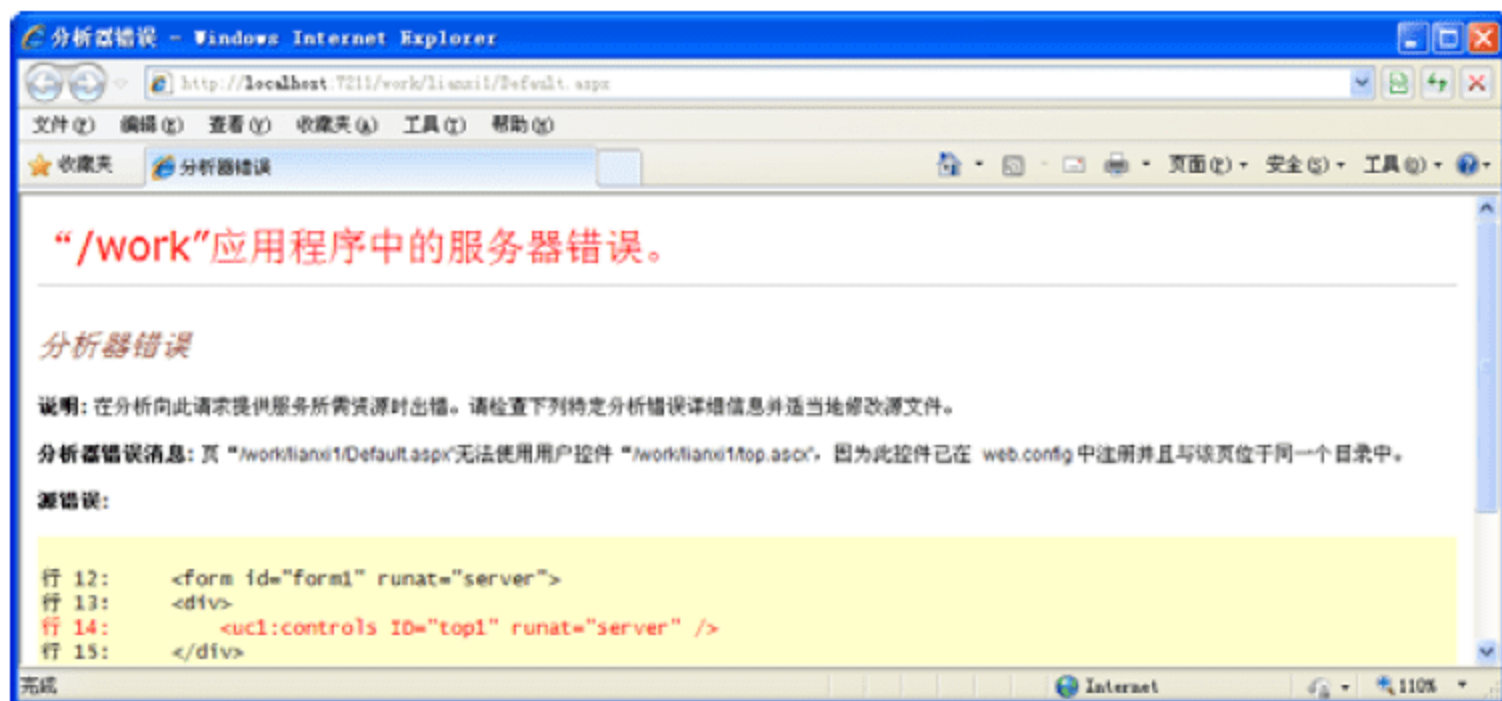 分析器错误 - Windows Internet Explorer
http://localhost:7211/work/lianxi1/Default.aspx
文件(F) 编辑(E) 查看(V) 收藏夹(A) 工具(T) 帮助(H)
收藏夹 分析器错误 页面(P) 安全(S) 工具(O)
“/work”应用程序中的服务器错误。
分析器错误
说明: 在分析向此请求提供服务所需资源时出错。请检查下列特定分析错误详细信息并适当地修改源文件。
分析器错误消息: 页 “/work/lianxi1/Default.aspx”无法使用用户控件 “/work/lianxi1/top.ascx”，因为此控件已在 web.config 中注册并且与该页位于同一个目录中。
源错误:
行 12: <form id="form1" runat="server">
行 13: <div>
行 14: <uc1:controls ID="top1" runat="server" />
行 15: </div>
完成 Internet 110%